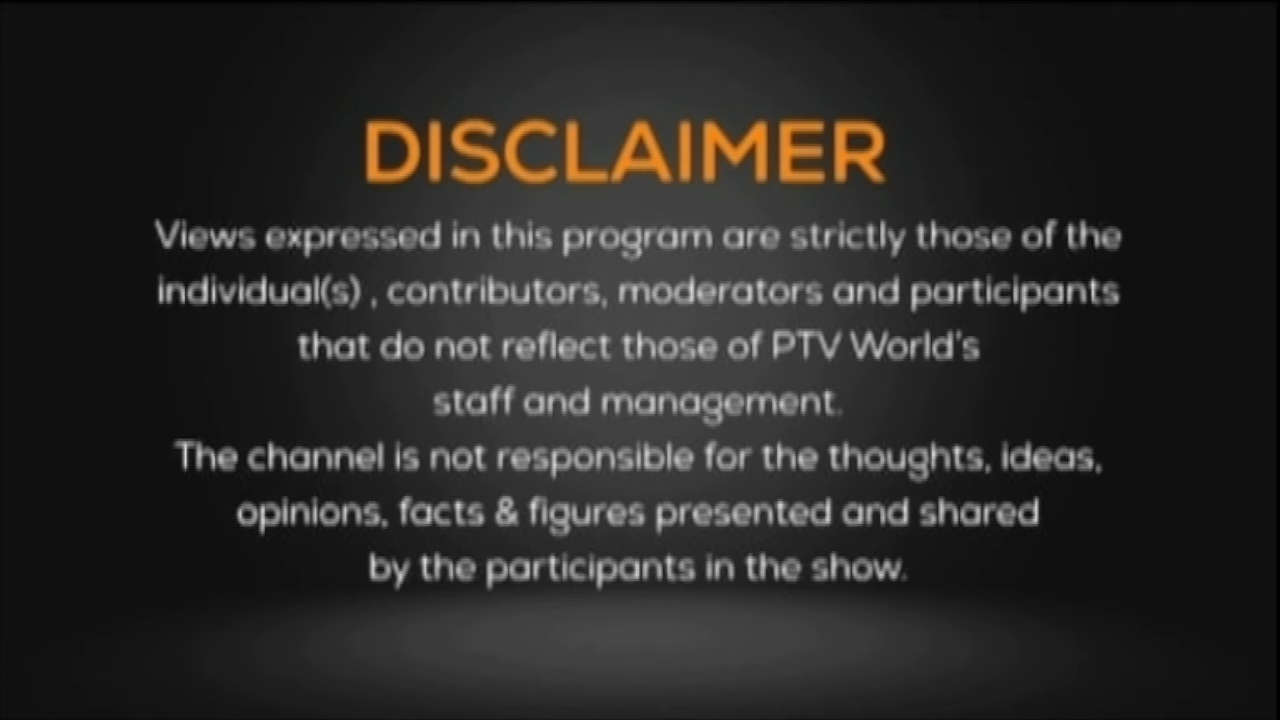 DISCLAIMER
Views expressed in this program are strictly those of the
individual(s) , contributors, moderators and participants
that do not reflect those of PTV World's
staff and management.
The channel is not responsible for the thoughts, ideas,
opinions, facts & figures presented and shared
by the participants in the show.